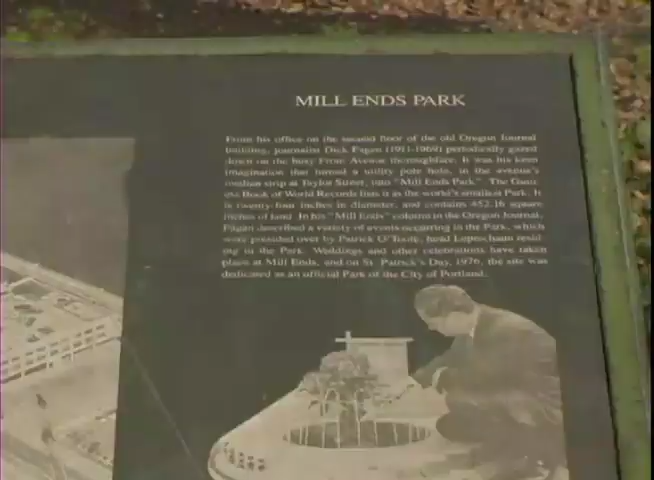 MILL ENDS PARK
From his office on the second floor of the old Oregon Journal
building, journalist Dick Fagan (1911-1969) periodically gazed
down on the busy Front Avenue thoroughfare. It was his keen
imagination that turned a utility pole hole, in the avenue's
median strip at Taylor Street, into "Mill Ends Park". The Guin-
ess Book of World Records lists it as the world's smallest Park. It
is twenty-four inches in diameter, and contains 452.16 square
inches of land. In his "Mill Ends" column in the Oregon Journal,
Fagan described a variety of events occurring in the Park, which
were presided over by Patrick O'Toole, head Leprechaun resid-
ing in the Park. Weddings and other celebrations have taken
place at Mill Ends, and on St. Patrick's Day, 1976, the site was
dedicated as an official Park of the City of Portland.